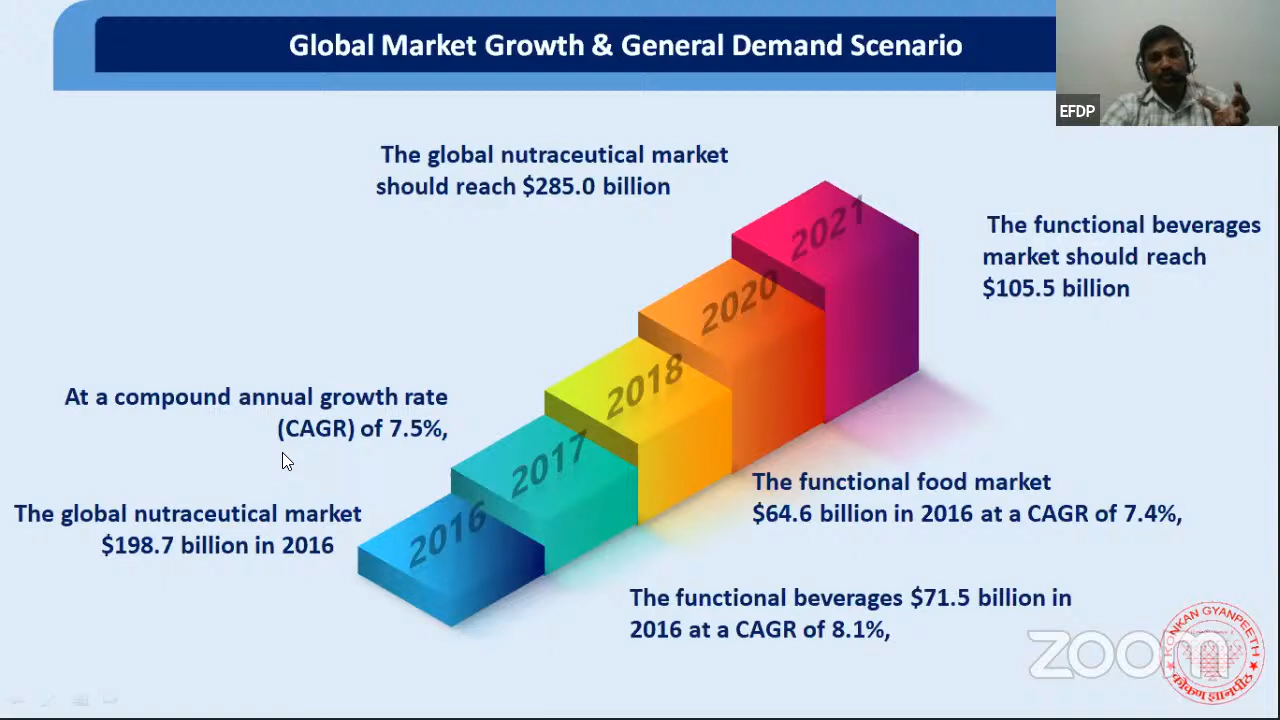 Global Market Growth & General Demand Scenario
EFDP
The global nutraceutical market
should reach $285.0 billion
The functional beverages
market should reach
$105.5 billion
2021
2020
2018
2017
2016
At a compound annual growth rate
(CAGR) of 7.5%,
The global nutraceutical market
$198.7 billion in 2016
The functional food market
$64.6 billion in 2016 at a CAGR of 7.4%,
The functional beverages $71.5 billion in
2016 at a CAGR of 8.1%,
zoom
KONKAN GYANPEETH
कोंकण ज्ञानपीठ